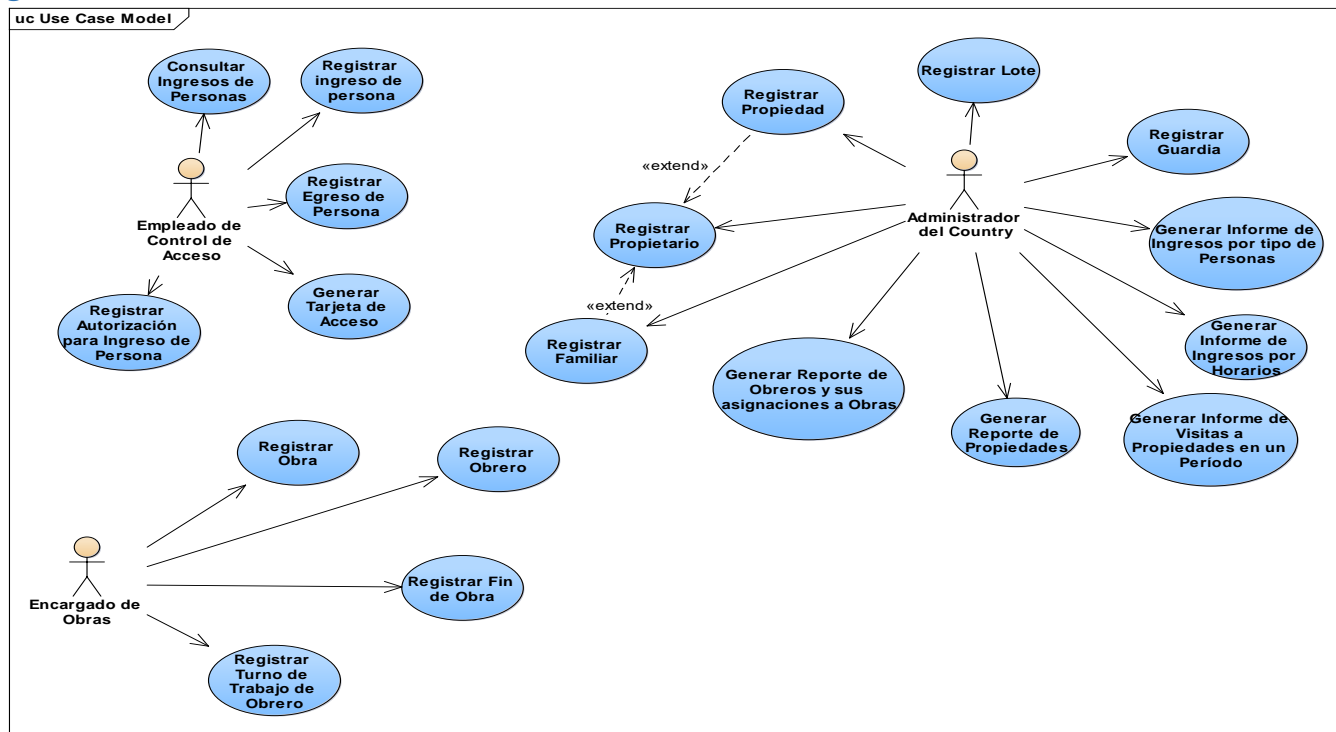 uc Use Case Model
Consultar
Ingresos de
Personas
Registrar
ingreso de
persona
Registrar
Egreso de
Persona
Empleado de
Control de
Acceso
Generar
Tarjeta de
Acceso
Registrar
Autorización
para Ingreso de
Persona
Registrar Lote
Registrar
Propiedad
Registrar
Guardia
«extend»
Registrar
Propietario
Administrador
del Country
Generar Informe de
Ingresos por tipo de
Personas
«extend»
Registrar
Familiar
Generar
Informe de
Ingresos por
Horarios
Generar Reporte de
Obreros y sus
asignaciones a Obras
Generar
Reporte de
Propiedades
Generar Informe de
Visitas a
Propiedades en un
Período
Registrar
Obra
Registrar
Obrero
Encargado de
Obras
Registrar Fin
de Obra
Registrar
Turno de
Trabajo de
Obrero